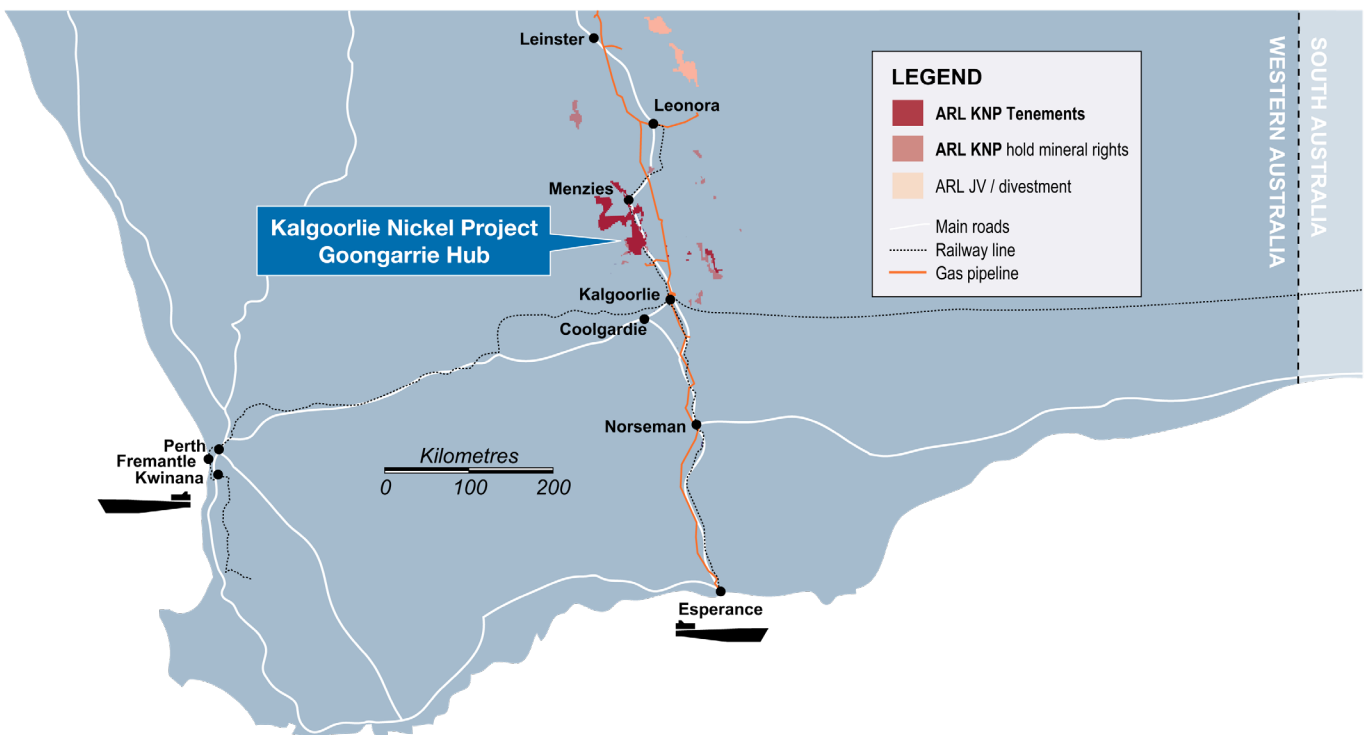 Leinster
Leonora
Menzies
Kalgoorlie Nickel Project
Goongarrie Hub
Kalgoorlie
Coolgardie
Norseman
Perth
Fremantle
Kwinana
Kilometres
0 100 200
Esperance
LEGEND
ARL KNP Tenements
ARL KNP hold mineral rights
ARL JV / divestment
Main roads
Railway line
Gas pipeline
WESTERN AUSTRALIA
SOUTH AUSTRALIA